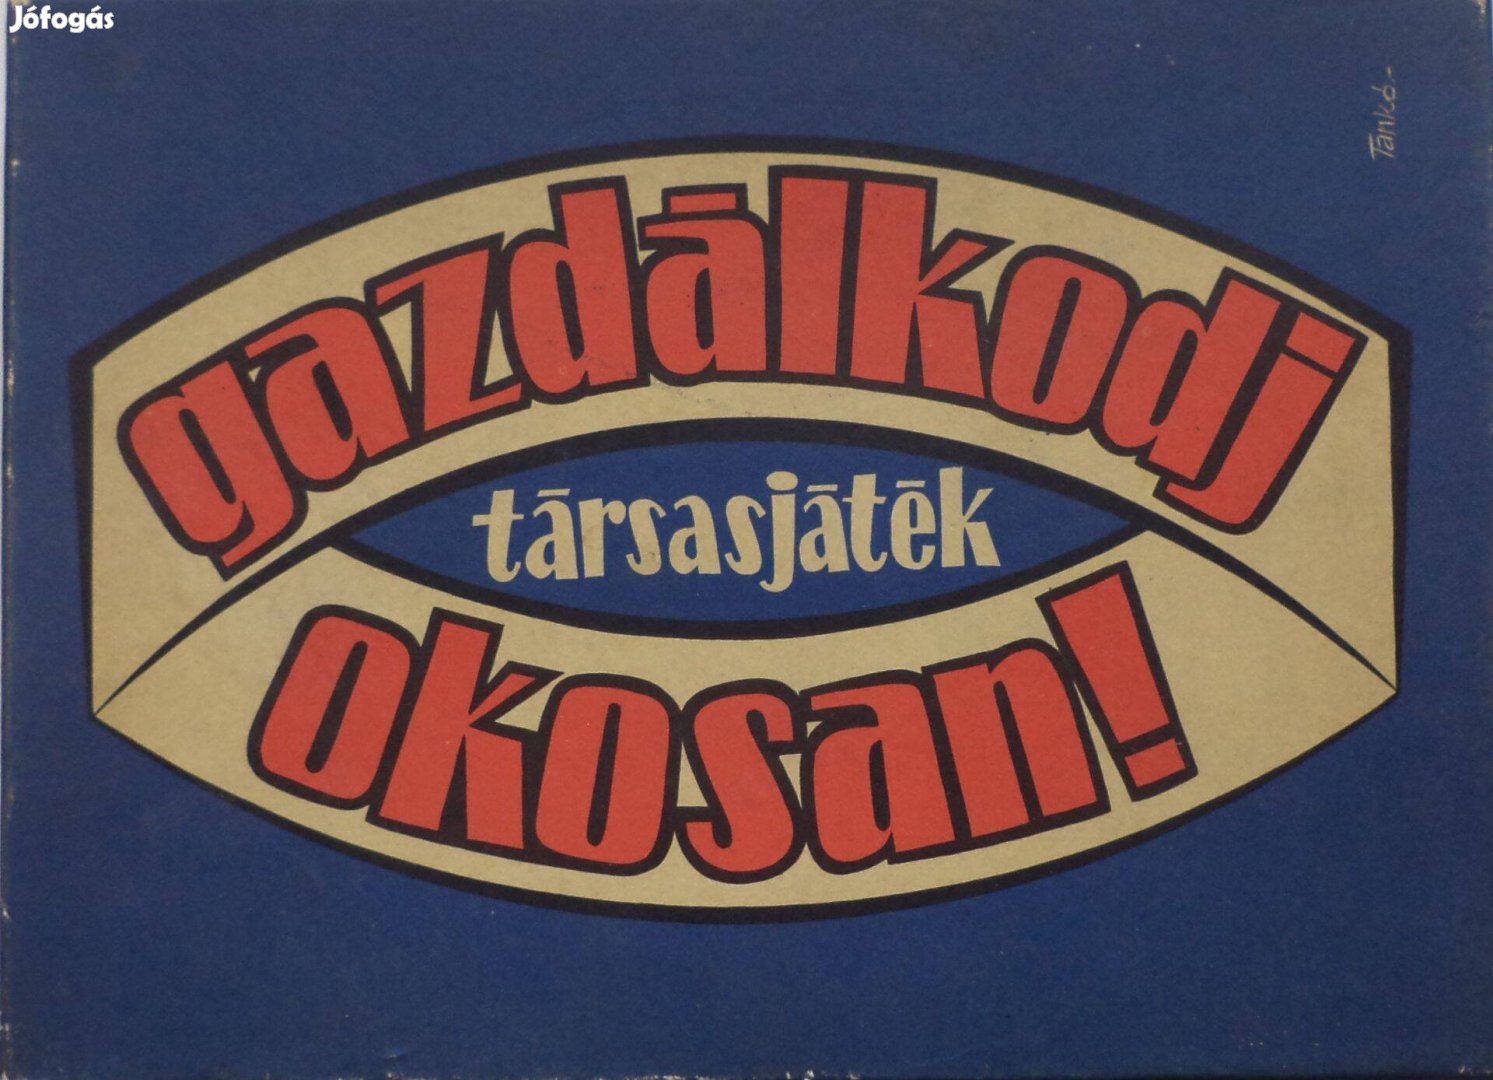 Jófogás
Tankó.-
gazdálkodj
társasjáték
okosan!